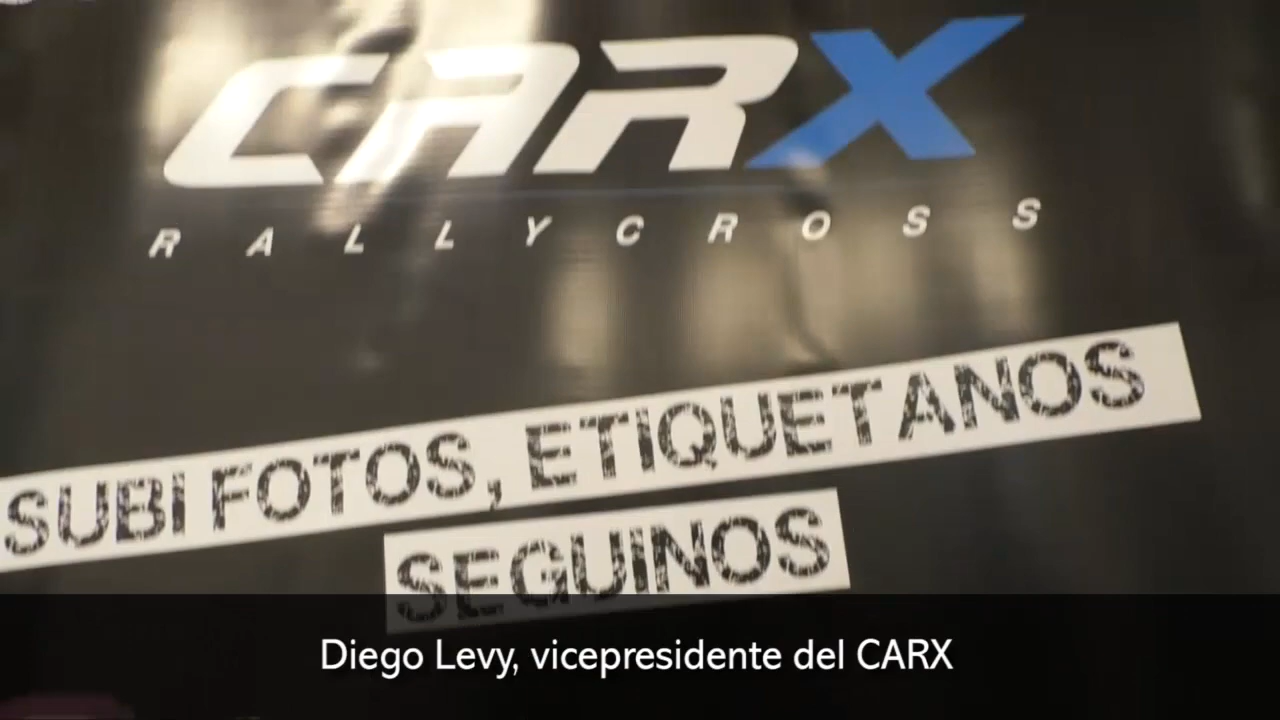 CARX
RALLYCROSS
SUBI FOTOS, ETIQUETANOS
SEGUINOS
Diego Levy, vicepresidente del CARX